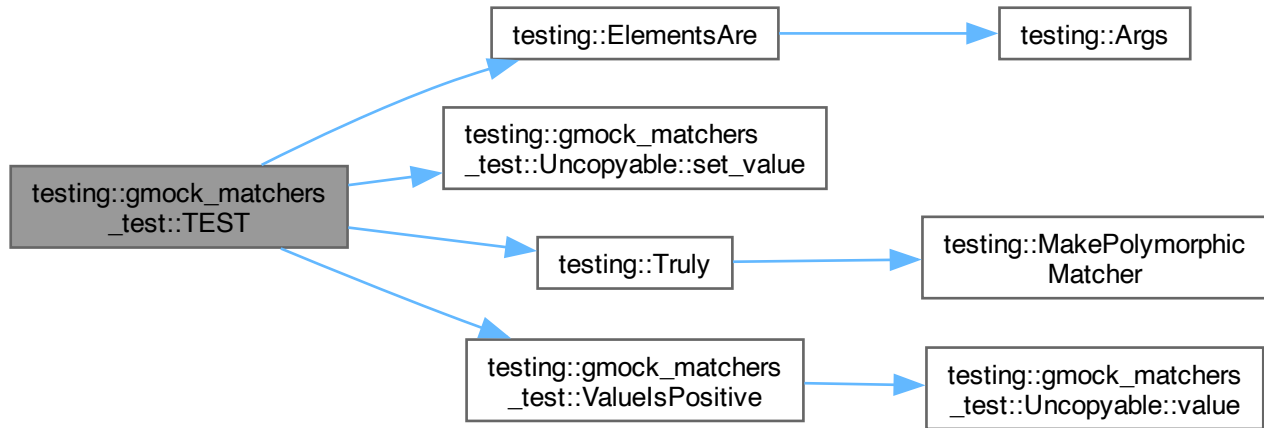 testing::ElementsAre
testing::Args
testing::gmock_matchers
_test::Uncopyable::set_value
testing::gmock_matchers
_test::TEST
testing::Truly
testing::MakePolymorphic
Matcher
testing::gmock_matchers
_test::ValueIsPositive
testing::gmock_matchers
_test::Uncopyable::value